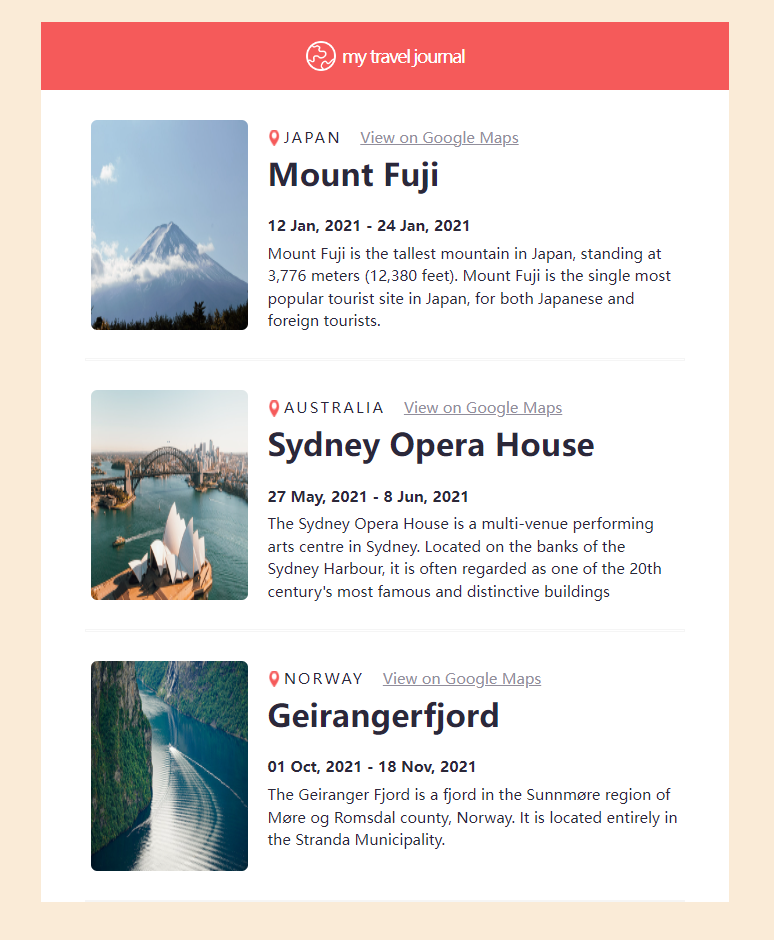 my travel journal
JAPAN View on Google Maps
Mount Fuji
12 Jan, 2021 - 24 Jan, 2021
Mount Fuji is the tallest mountain in Japan, standing at
3,776 meters (12,380 feet). Mount Fuji is the single most
popular tourist site in Japan, for both Japanese and
foreign tourists.
AUSTRALIA View on Google Maps
Sydney Opera House
27 May, 2021 - 8 Jun, 2021
The Sydney Opera House is a multi-venue performing
arts centre in Sydney. Located on the banks of the
Sydney Harbour, it is often regarded as one of the 20th
century's most famous and distinctive buildings
NORWAY View on Google Maps
Geirangerfjord
01 Oct, 2021 - 18 Nov, 2021
The Geiranger Fjord is a fjord in the Sunnmøre region of
Møre og Romsdal county, Norway. It is located entirely in
the Stranda Municipality.